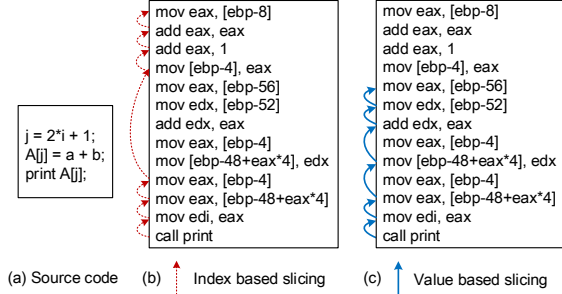 j = 2*i + 1;
A[j] = a + b;
print A[j];
(a) Source code
mov eax, [ebp-8]
add eax, eax
add eax, 1
mov [ebp-4], eax
mov eax, [ebp-56]
mov edx, [ebp-52]
add edx, eax
mov eax, [ebp-4]
mov [ebp-48+eax*4], edx
mov eax, [ebp-4]
mov eax, [ebp-48+eax*4]
mov edi, eax
call print
(b) Index based slicing
mov eax, [ebp-8]
add eax, eax
add eax, 1
mov [ebp-4], eax
mov eax, [ebp-56]
mov edx, [ebp-52]
add edx, eax
mov eax, [ebp-4]
mov [ebp-48+eax*4], edx
mov eax, [ebp-4]
mov eax, [ebp-48+eax*4]
mov edi, eax
call print
(c) Value based slicing